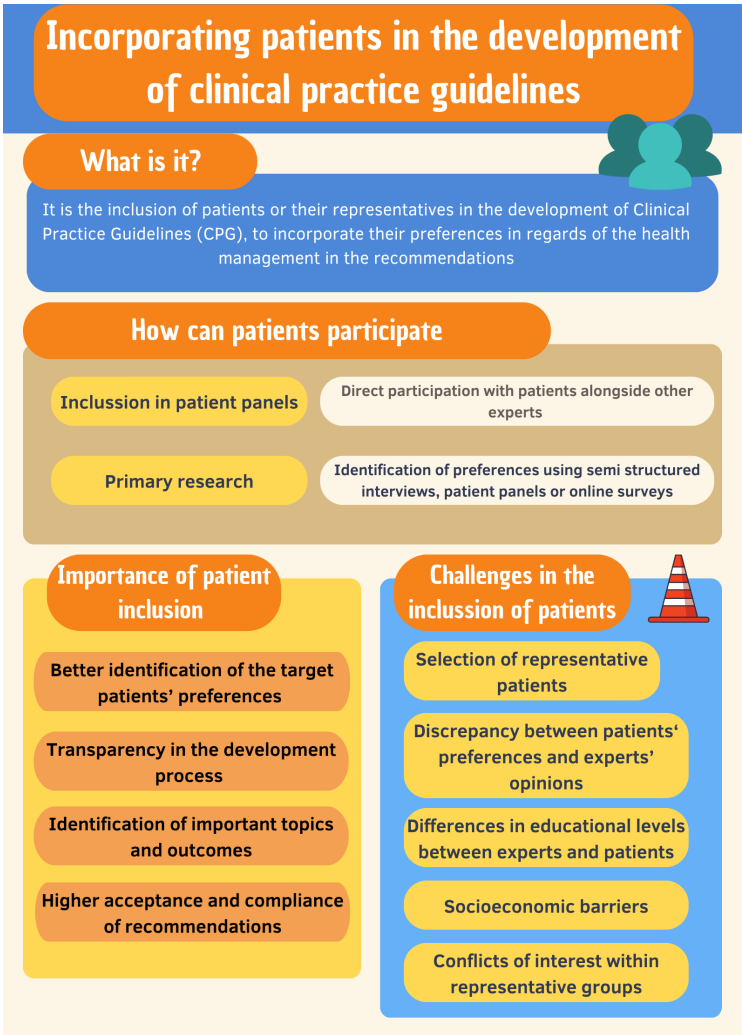 Incorporating patients in the development
of clinical practice guidelines
What is it?
It is the inclusion of patients or their representatives in the development of Clinical
Practice Guidelines (CPG), to incorporate their preferences in regards of the health
management in the recommendations
How can patients participate
Inclussion in patient panels
Direct participation with patients alongside other
experts
Primary research
Identification of preferences using semi structured
interviews, patient panels or online surveys
Importance of patient
inclusion
Better identification of the target
patients’ preferences
Transparency in the development
process
Identification of important topics
and outcomes
Higher acceptance and compliance
of recommendations
Challenges in the
inclussion of patients
Selection of representative
patients
Discrepancy between patients‘
preferences and experts’
opinions
Differences in educational levels
between experts and patients
Socioeconomic barriers
Conflicts of interest within
representative groups